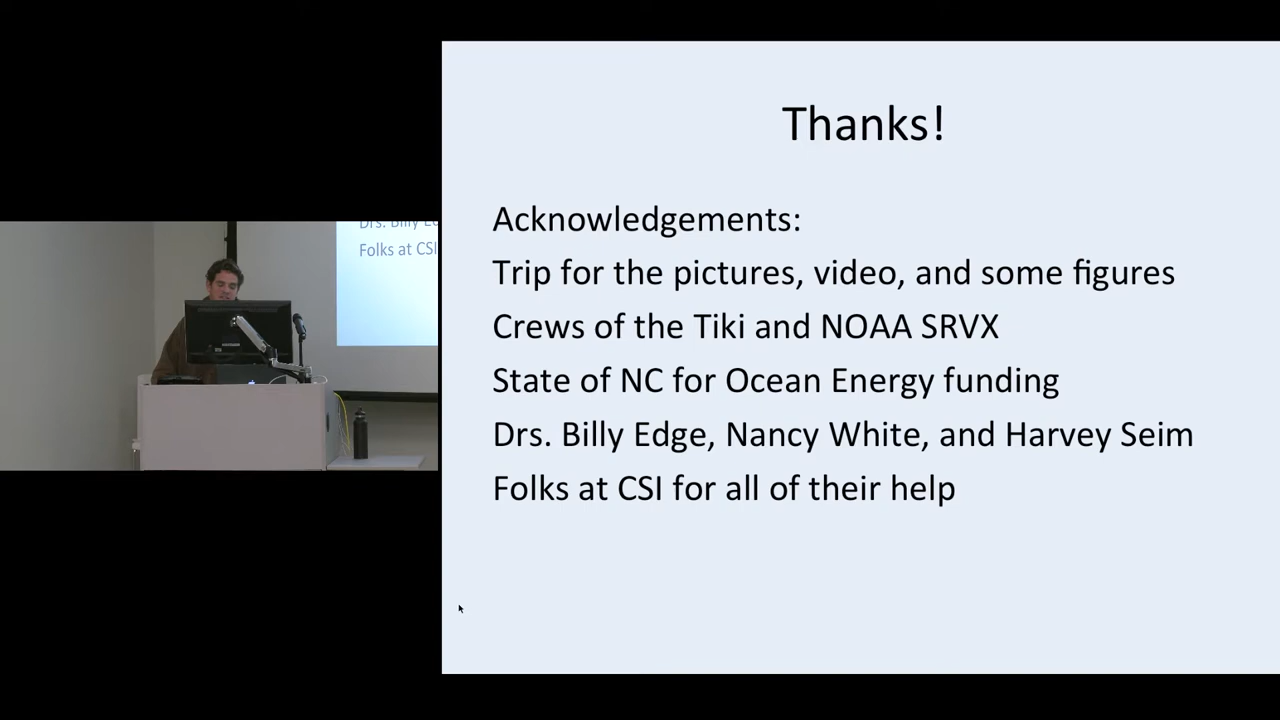 Thanks!
Acknowledgements:
Trip for the pictures, video, and some figures
Crews of the Tiki and NOAA SRVX
State of NC for Ocean Energy funding
Drs. Billy Edge, Nancy White, and Harvey Seim
Folks at CSI for all of their help
Drs. Billy
Folks at CSI